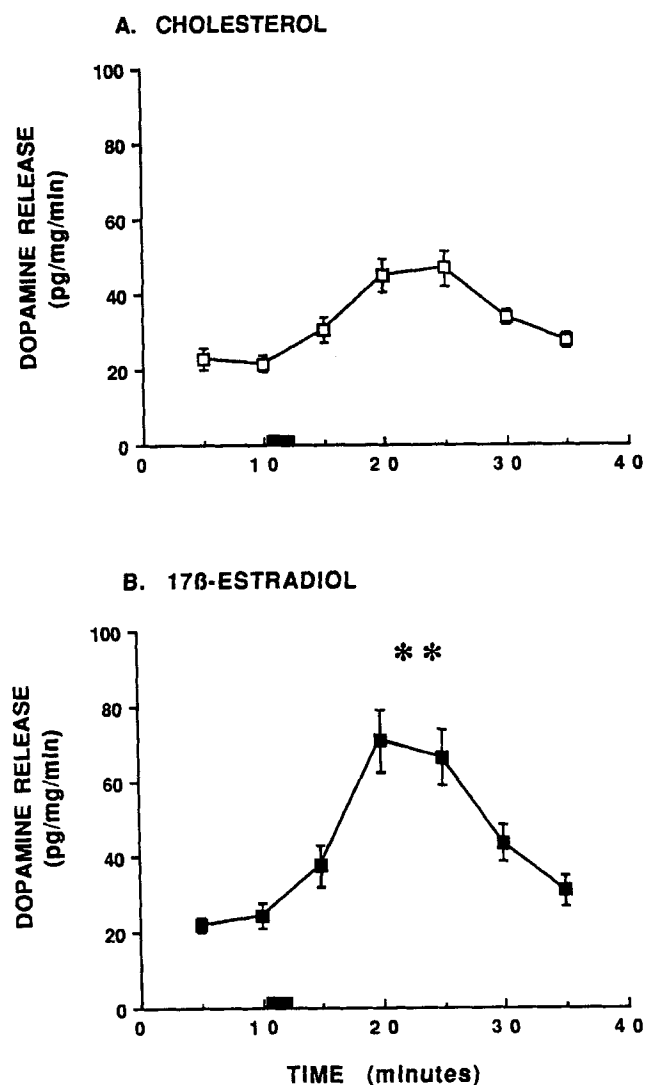 A. CHOLESTEROL
100
80
60
40
20
0
DOPAMINE RELEASE
(pg/mg/min)
0 10 20 30 40
B. 17ß-ESTRADIOL
100
80
60
40
20
0
DOPAMINE RELEASE
(pg/mg/min)
**
0 10 20 30 40
TIME (minutes)